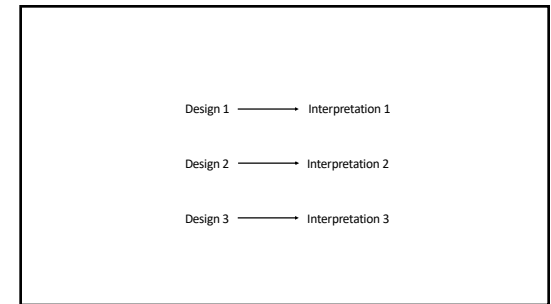 Design 1 Interpretation 1
Design 2 Interpretation 2
Design 3 Interpretation 3